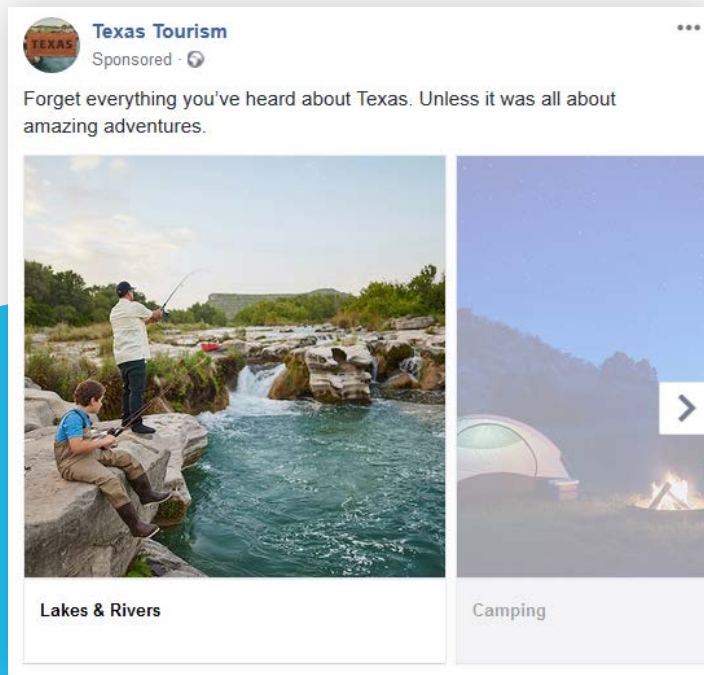 TEXAS
Texas Tourism
Sponsored ·
Forget everything you’ve heard about Texas. Unless it was all about
amazing adventures.
Lakes & Rivers
Camping